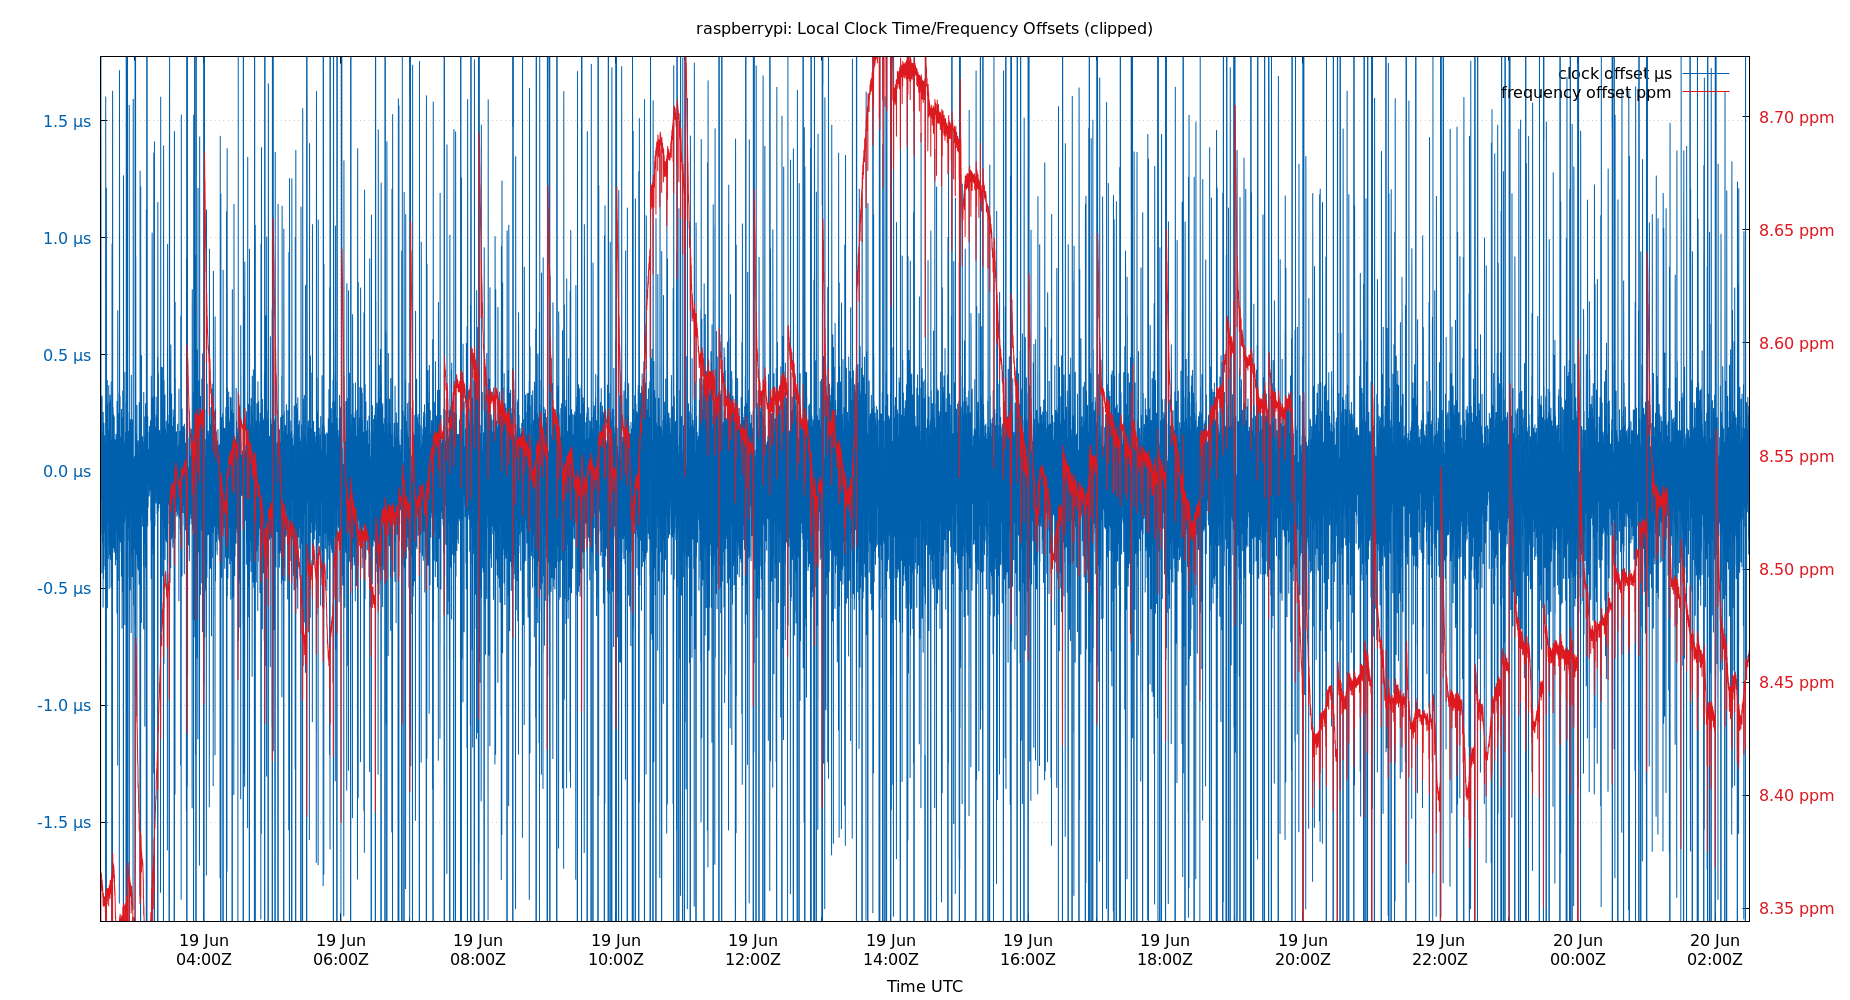 raspberrypi: Local Clock Time/Frequency Offsets (clipped)
clock offset µs
frequency offset ppm
1.5 µs
1.0 µs
0.5 µs
0.0 µs
-0.5 µs
-1.0 µs
-1.5 µs
8.70 ppm
8.65 ppm
8.60 ppm
8.55 ppm
8.50 ppm
8.45 ppm
8.40 ppm
8.35 ppm
19 Jun 19 Jun 19 Jun 19 Jun 19 Jun 19 Jun 19 Jun 19 Jun 19 Jun 19 Jun 20 Jun 20 Jun
04:00Z 06:00Z 08:00Z 10:00Z 12:00Z 14:00Z 16:00Z 18:00Z 20:00Z 22:00Z 00:00Z 02:00Z
Time UTC